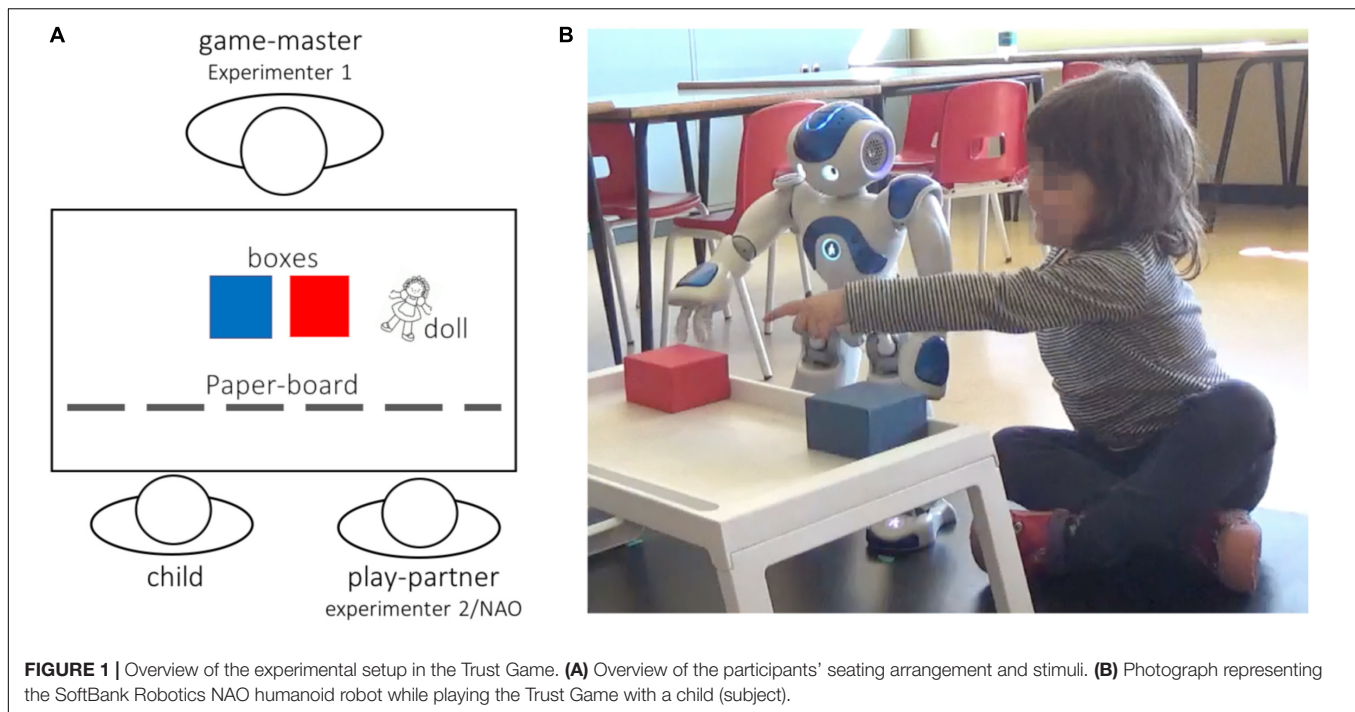 A
game-master
Experimenter 1
boxes
doll
Paper-board
child
play-partner
experimenter 2/NAO
B
FIGURE 1 | Overview of the experimental setup in the Trust Game. (A) Overview of the participants’ seating arrangement and stimuli. (B) Photograph representing
the SoftBank Robotics NAO humanoid robot while playing the Trust Game with a child (subject).